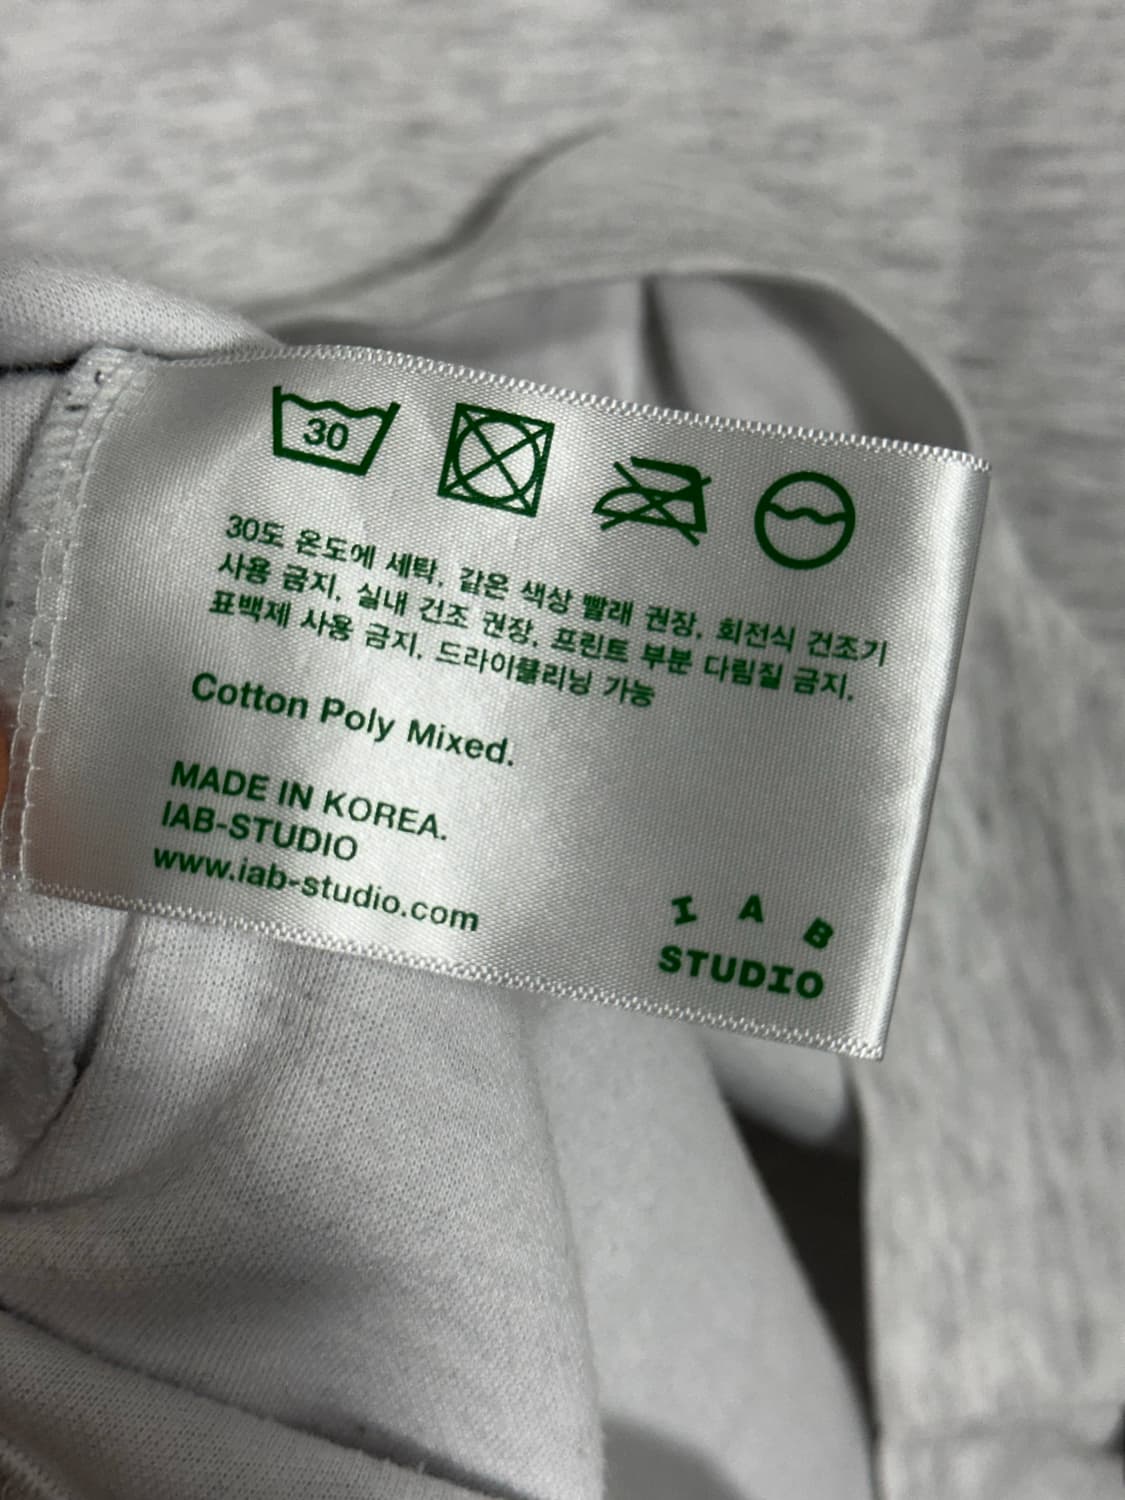 30
30도 온도에 세탁. 같은 색상 빨래 권장. 회전식 건조기
사용 금지. 실내 건조 권장. 프린트 부분 다림질 금지.
표백제 사용 금지. 드라이클리닝 가능
Cotton Poly Mixed.
MADE IN KOREA.
IAB-STUDIO
www.iab-studio.com
I A B
STUDIO